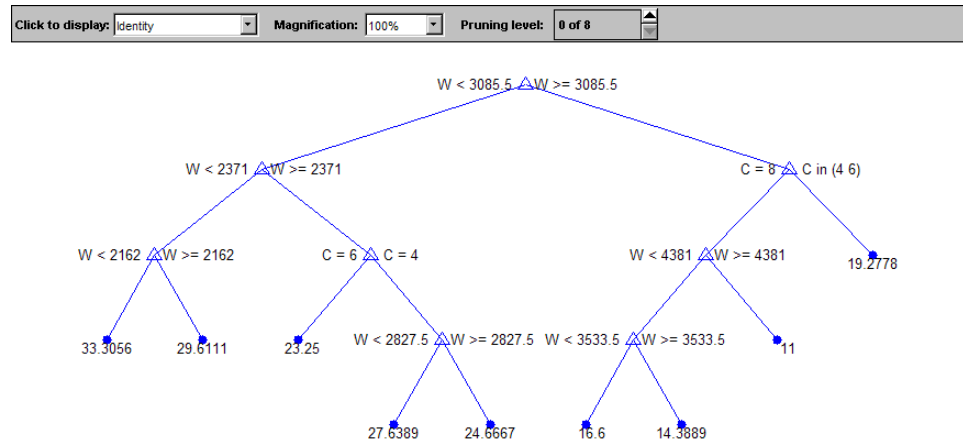 Click to display: Identity Magnification: 100% Pruning level: 0 of 8
W < 3085.5 W >= 3085.5
W < 2371 W >= 2371 C = 8 C in (4 6)
W < 2162 W >= 2162 C = 6 C = 4 W < 4381 W >= 4381 19.2778
33.3056 29.6111 23.25 W < 2827.5 W >= 2827.5 W < 3533.5 W >= 3533.5 11
27.6389 24.6667 16.6 14.3889